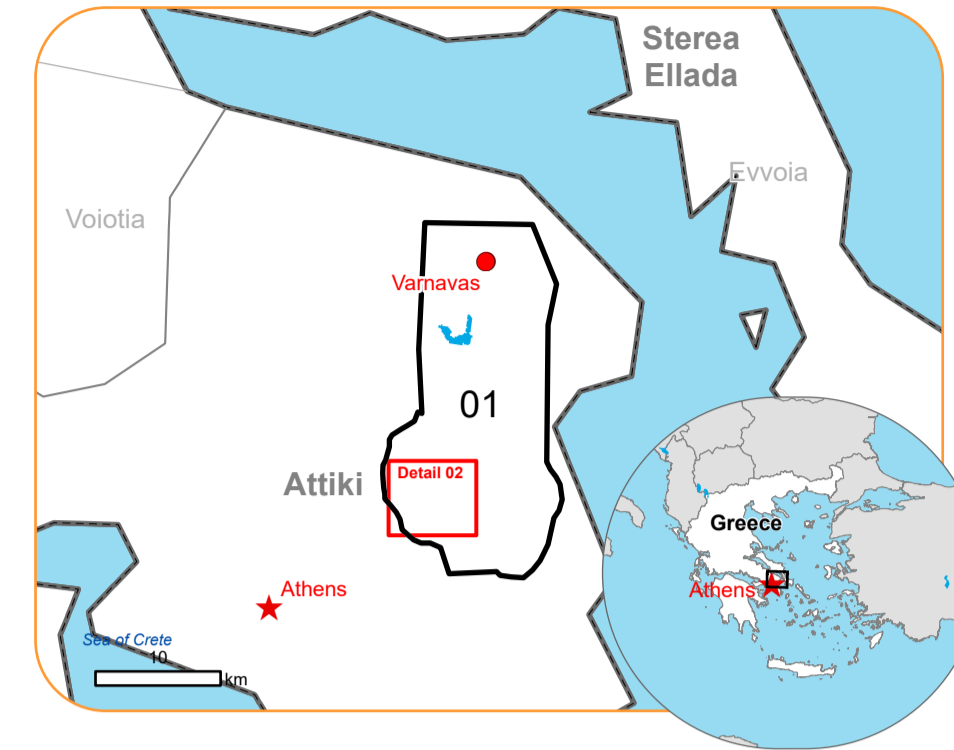 Sterea
Ellada
Evvoia
Voiotia
Varnavas
01
Detail 02
Attiki
Athens
Sea of Crete
10
km
Greece
Athens